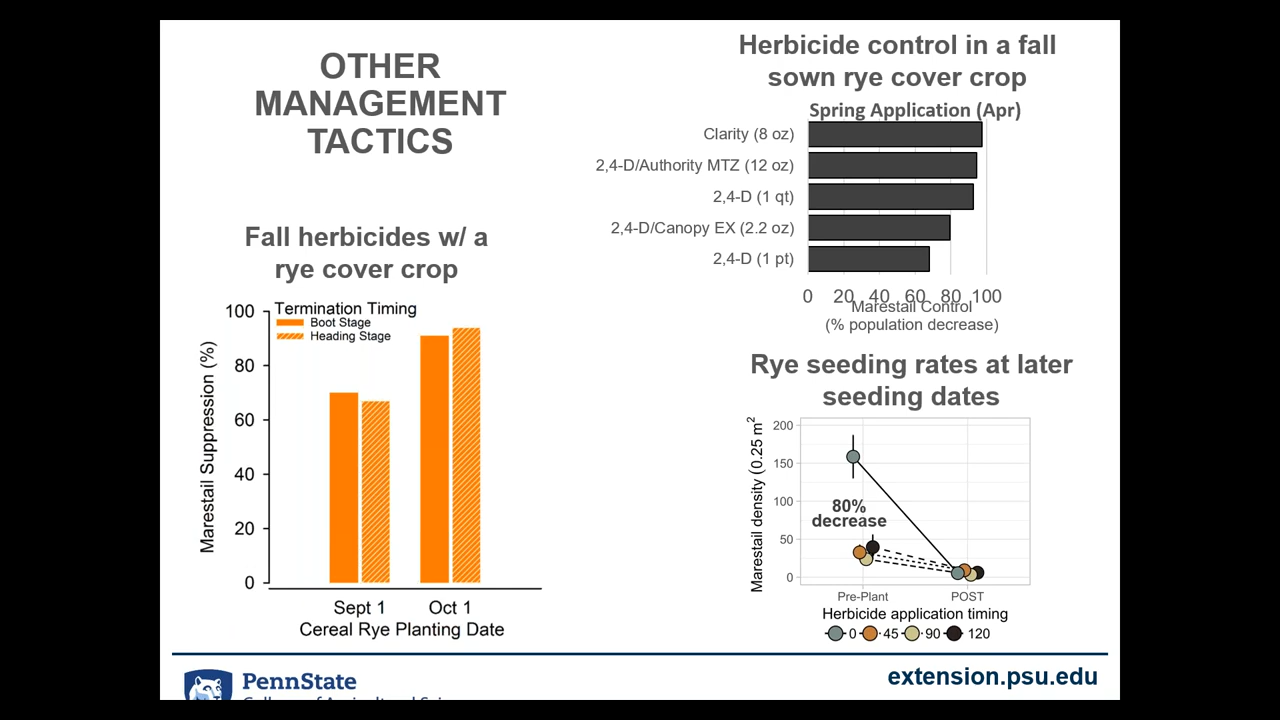 OTHER
MANAGEMENT
TACTICS
Fall herbicides w/ a
rye cover crop
Termination Timing
Boot Stage
Heading Stage
Marestail Suppression (%)
100
80
60
40
20
0
Sept 1 Oct 1
Cereal Rye Planting Date
Herbicide control in a fall
sown rye cover crop
Spring Application (Apr)
Clarity (8 oz)
2,4-D/Authority MTZ (12 oz)
2,4-D (1 qt)
2,4-D/Canopy EX (2.2 oz)
2,4-D (1 pt)
0 20 40 60 80 100
Marestail Control
(% population decrease)
Rye seeding rates at later
seeding dates
Marestail density (0.25 m²
200
150
100
50
0
80%
decrease
Pre-Plant POST
Herbicide application timing
0 45 90 120
PennState
extension.psu.edu